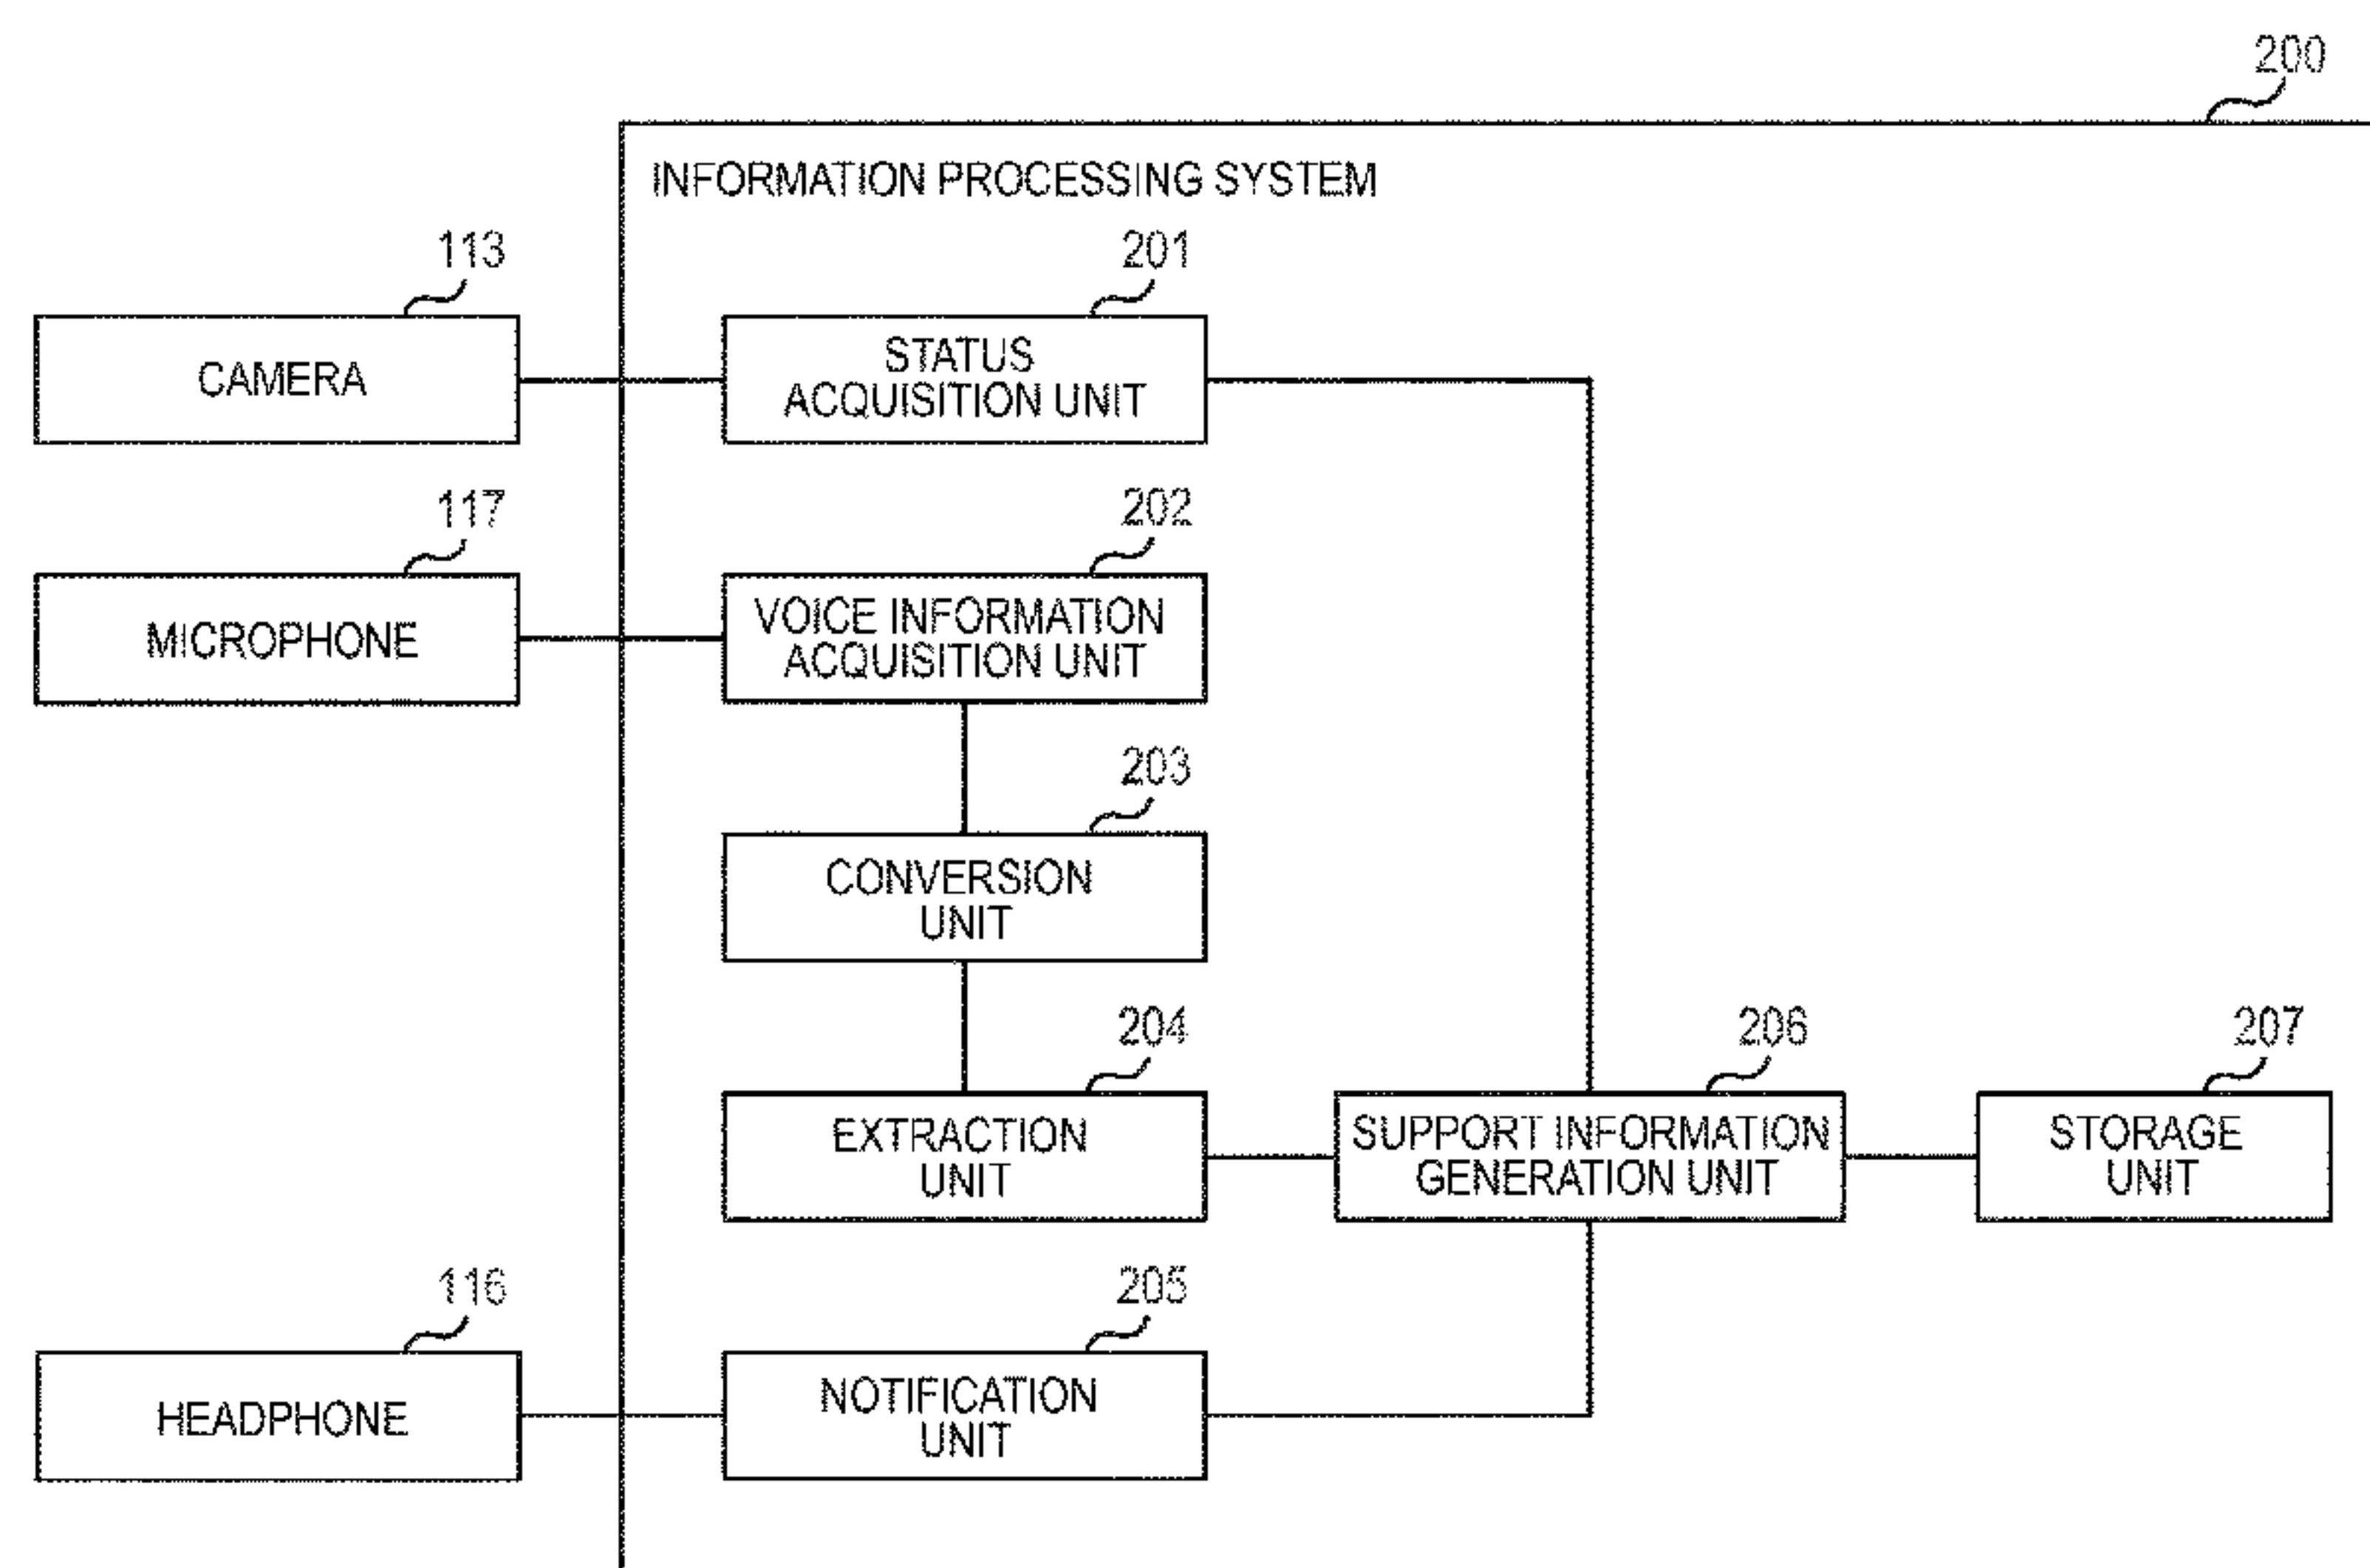 200
INFORMATION PROCESSING SYSTEM
113
201
CAMERA
STATUS
ACQUISITION UNIT
117
202
MICROPHONE
VOICE INFORMATION
ACQUISITION UNIT
203
CONVERSION
UNIT
204
206
207
EXTRACTION
UNIT
SUPPORT INFORMATION
GENERATION UNIT
STORAGE
UNIT
116
205
HEADPHONE
NOTIFICATION
UNIT